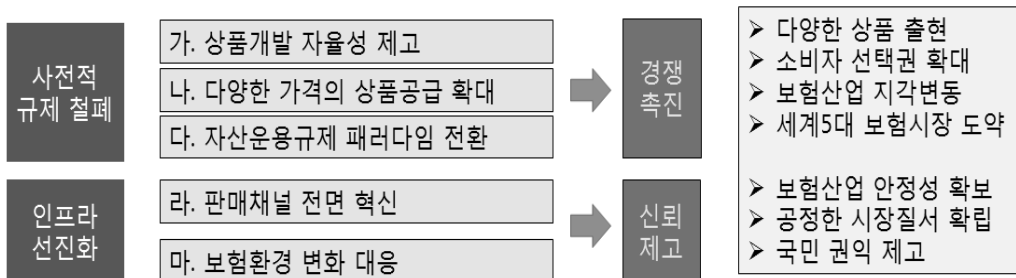 사전적
규제 철폐
가. 상품개발 자율성 제고
나. 다양한 가격의 상품공급 확대
다. 자산운용규제 패러다임 전환
경쟁
촉진
인프라
선진화
라. 판매채널 전면 혁신
마. 보험환경 변화 대응
신뢰
제고
➢ 다양한 상품 출현
➢ 소비자 선택권 확대
➢ 보험산업 지각변동
➢ 세계5대 보험시장 도약
➢ 보험산업 안정성 확보
➢ 공정한 시장질서 확립
➢ 국민 권익 제고